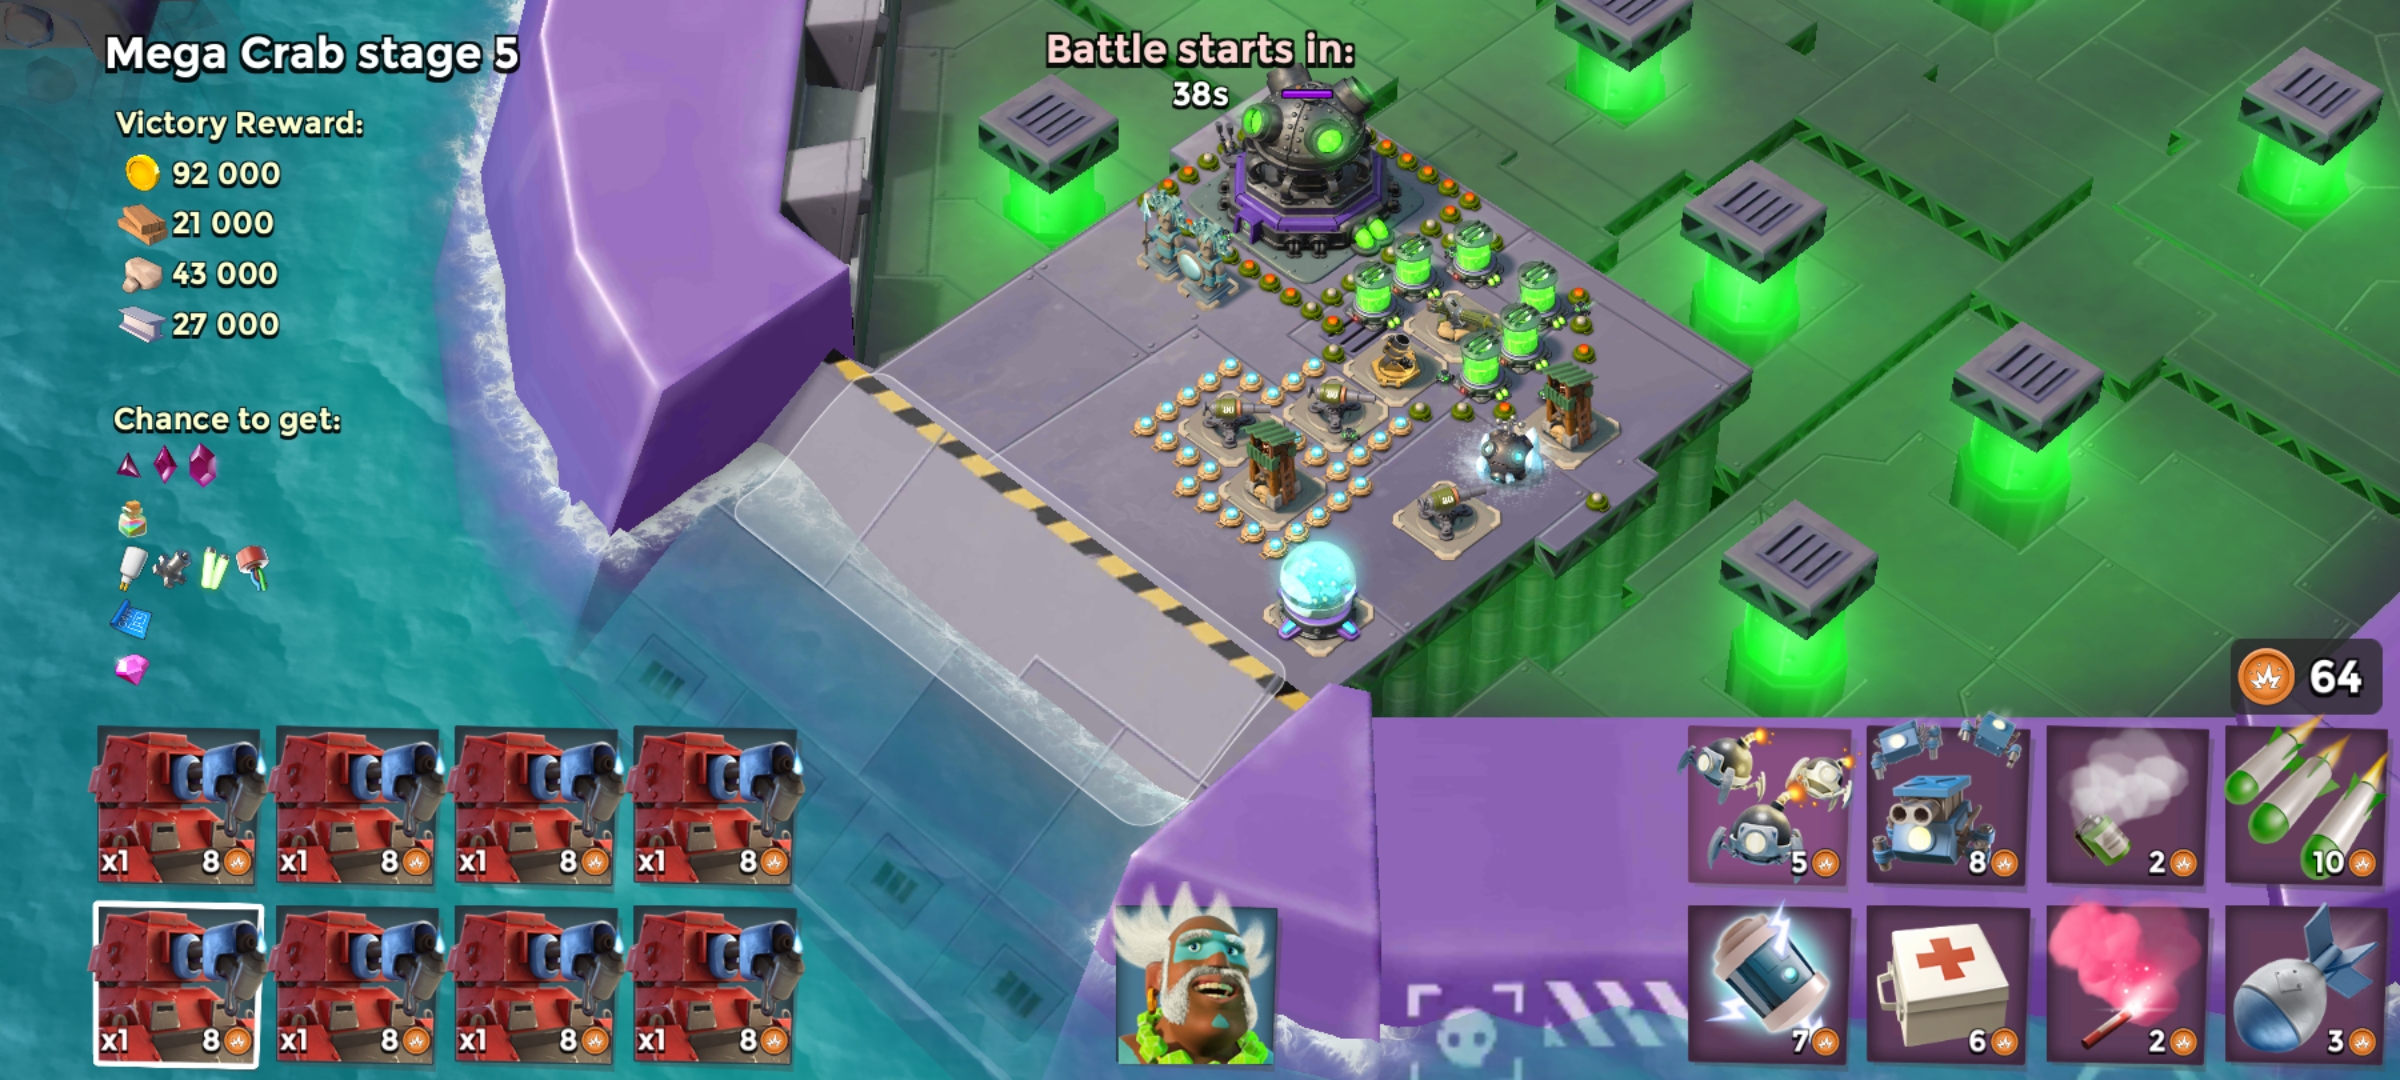 Mega Crab stage 5
Battle starts in:
38s
Victory Reward:
92 000
21 000
43 000
27 000
Chance to get:
64
x1 8
x1 8
x1 8
x1 8
x1 8
x1 8
x1 8
x1 8
5
8
2
10
7
6
2
3